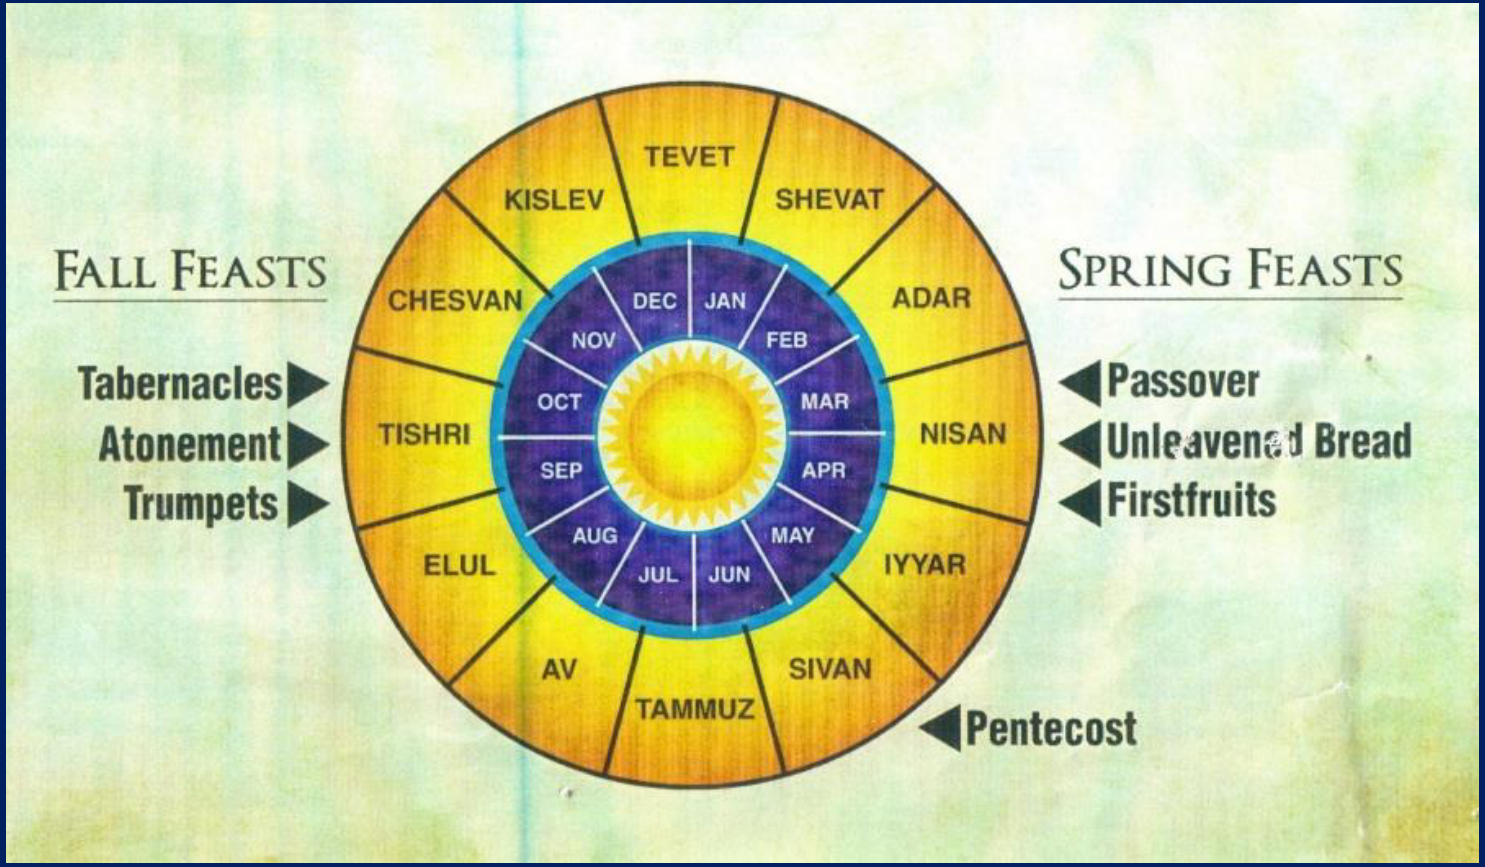 FALL FEASTS
Tabernacles
Atonement
Trumpets
TEVET
SHEVAT
ADAR
NISAN
IYYAR
SIVAN
TAMMUZ
AV
ELUL
TISHRI
CHESVAN
KISLEV
JAN
FEB
MAR
APR
MAY
JUN
JUL
AUG
SEP
OCT
NOV
DEC
SPRING FEASTS
Passover
Unleavened Bread
Firstfruits
Pentecost